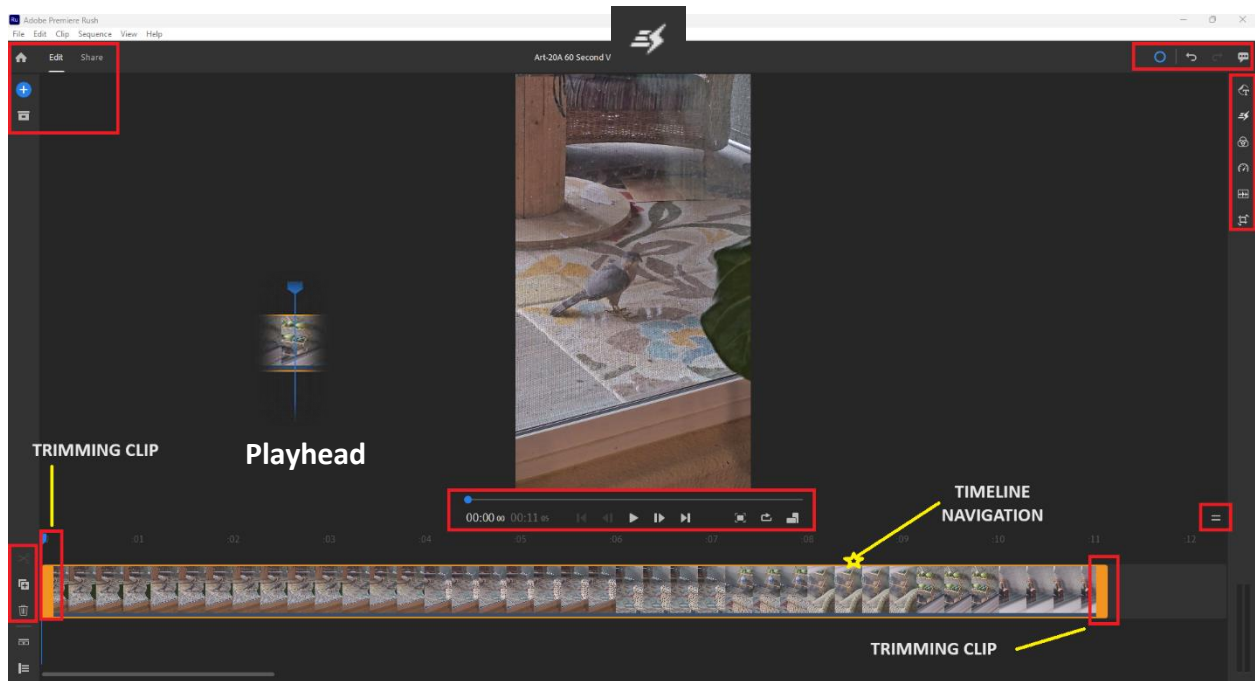 Ru Adobe Premiere Rush
File Edit Clip Sequence View Help
Edit Share
Art-20A 60 Second V
TRIMMING CLIP
Playhead
TIMELINE
NAVIGATION
00:00 00 00:11 05
:01 :02 :03 :04 :05 :06 :07 :08 :09 :10 :11 :12
TRIMMING CLIP